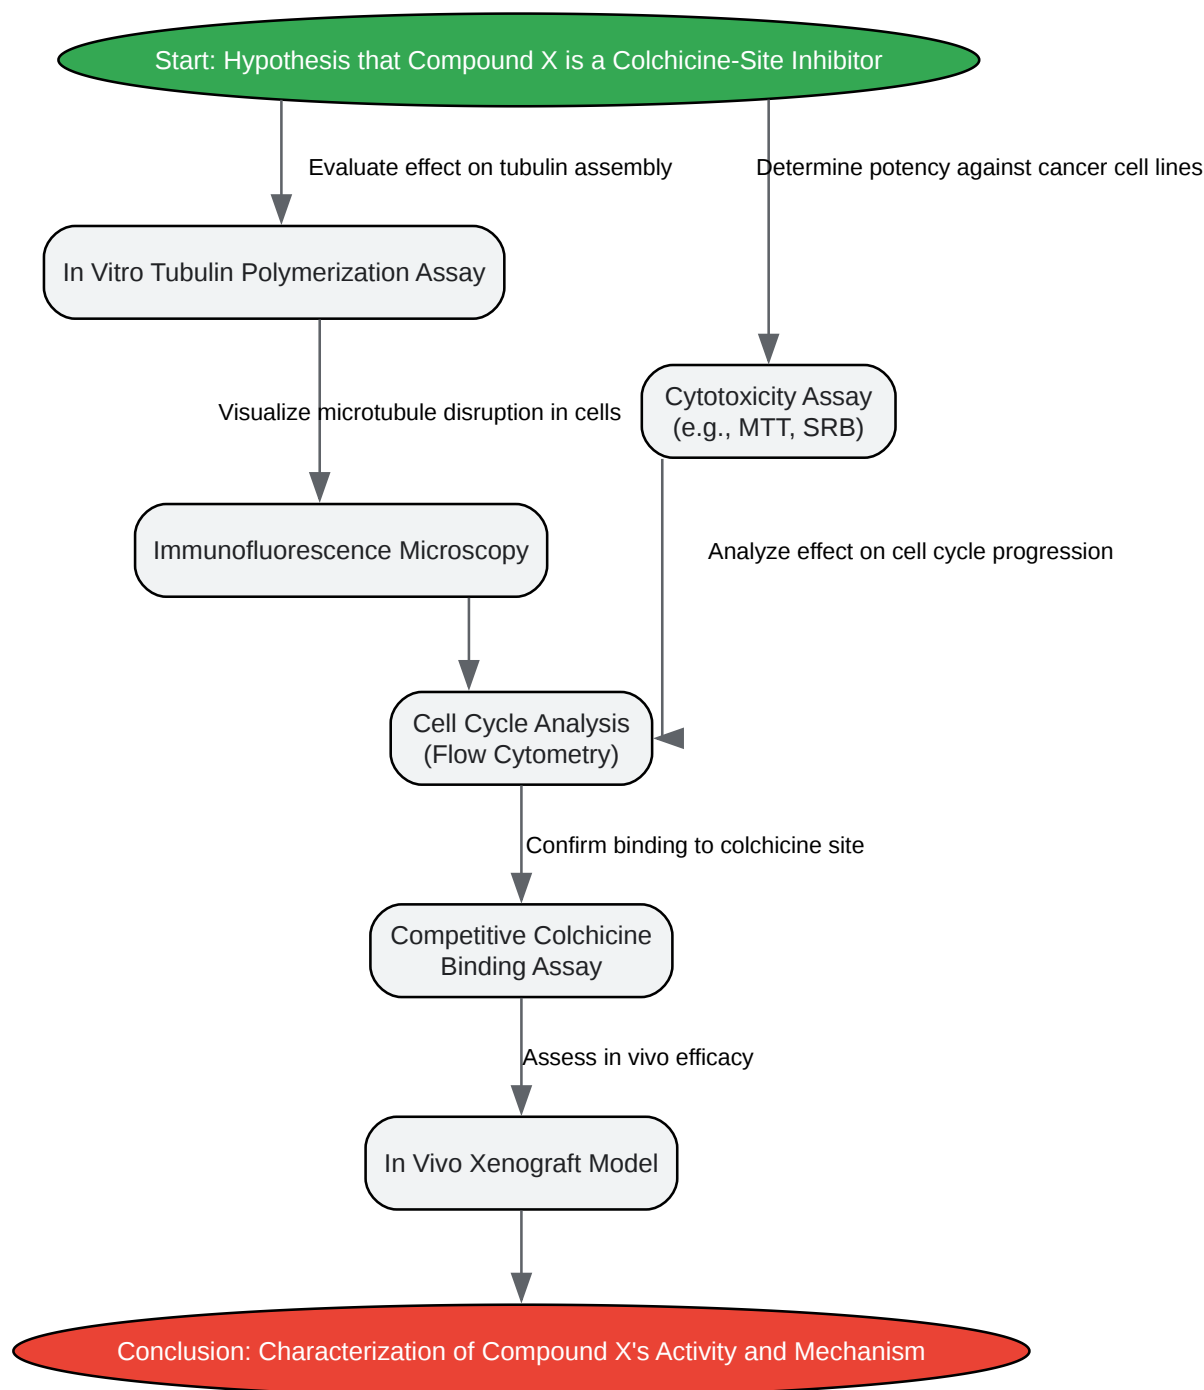 Start: Hypothesis that Compound X is a Colchicine-Site Inhibitor
Evaluate effect on tubulin assembly
Determine potency against cancer cell lines
In Vitro Tubulin Polymerization Assay
Visualize microtubule disruption in cells
Cytotoxicity Assay
(e.g., MTT, SRB)
Immunofluorescence Microscopy
Analyze effect on cell cycle progression
Cell Cycle Analysis
(Flow Cytometry)
Confirm binding to colchicine site
Competitive Colchicine
Binding Assay
Assess in vivo efficacy
In Vivo Xenograft Model
Conclusion: Characterization of Compound X's Activity and Mechanism